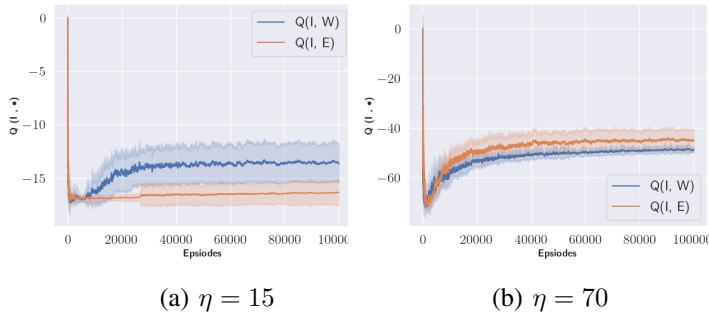 Q(I, W)
Q(I, E)
0
−5
−10
−15
Q (I , •)
0 20000 40000 60000 80000 100000
Epsiodes
(a) η = 15
0
−20
−40
−60
Q (I , •)
Q(I, W)
Q(I, E)
0 20000 40000 60000 80000 100000
Epsiodes
(b) η = 70